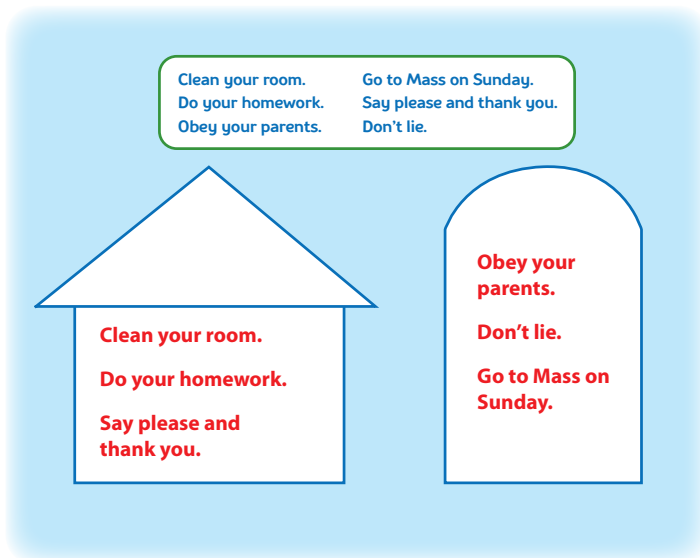 Clean your room.
Do your homework.
Obey your parents.
Go to Mass on Sunday.
Say please and thank you.
Don't lie.
Clean your room.
Do your homework.
Say please and
thank you.
Obey your
parents.
Don't lie.
Go to Mass on
Sunday.